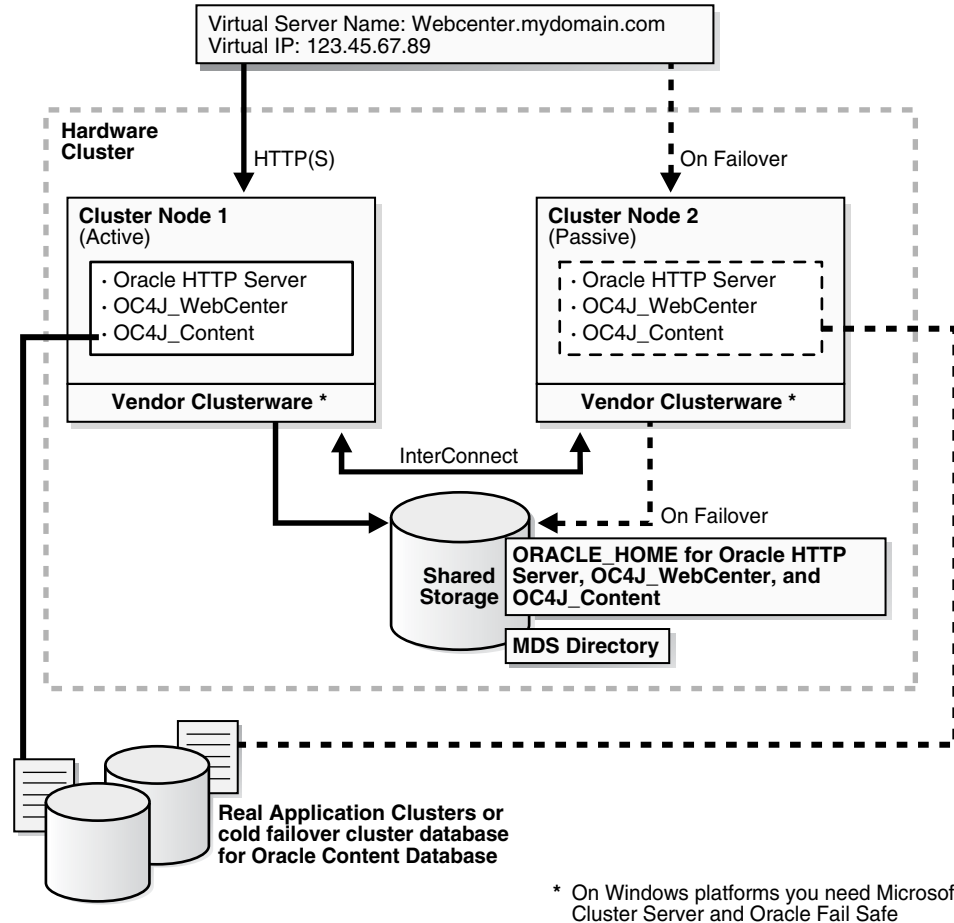 Virtual Server Name: Webcenter.mydomain.com
Virtual IP: 123.45.67.89
Hardware
Cluster
HTTP(S)
On Failover
Cluster Node 1
(Active)
· Oracle HTTP Server
· OC4J_WebCenter
· OC4J_Content
Vendor Clusterware *
Cluster Node 2
(Passive)
· Oracle HTTP Server
· OC4J_WebCenter
· OC4J_Content
Vendor Clusterware *
InterConnect
On Failover
Shared
Storage
ORACLE_HOME for Oracle HTTP
Server, OC4J_WebCenter, and
OC4J_Content
MDS Directory
Real Application Clusters or
cold failover cluster database
for Oracle Content Database
* On Windows platforms you need Microsof
Cluster Server and Oracle Fail Safe